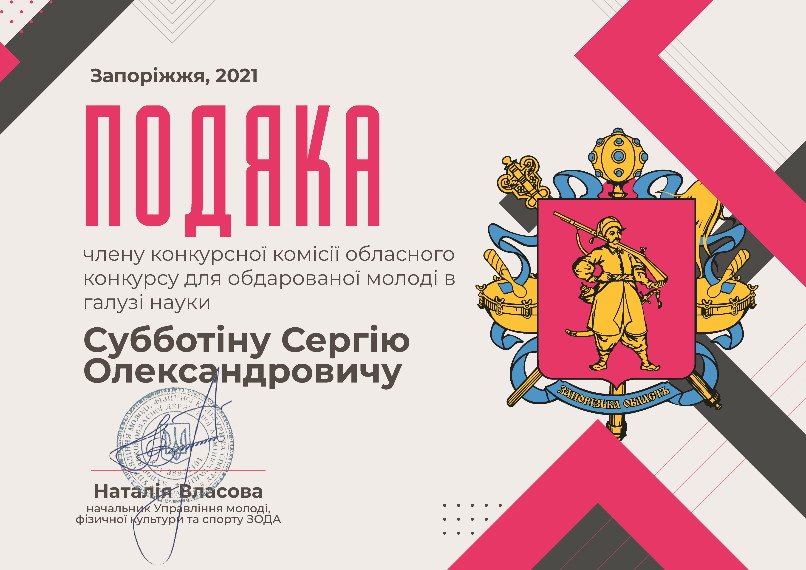 Запоріжжя, 2021
ПОДЯКА
члену конкурсної комісії обласного
конкурсу для обдарованої молоді в
галузі науки
Субботіну Сергію
Олександровичу
Наталія Власова
начальник Управління молоді,
фізичної культури та спорту ЗОДА
ЗАПОРІЗЬКА ОБЛАСТЬ